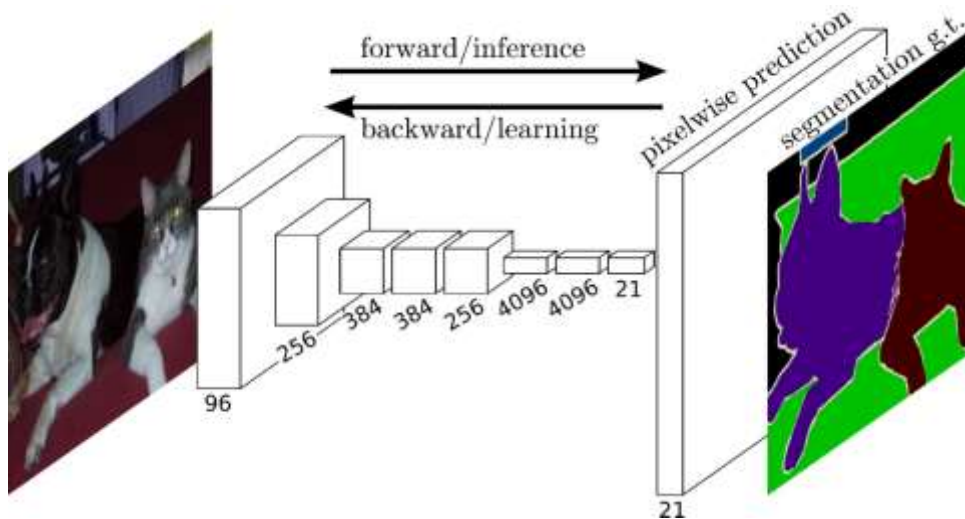 forward/inference
backward/learning
pixelwise prediction
segmentation g.t.
96
256
384
384
256
4096
4096
21
21